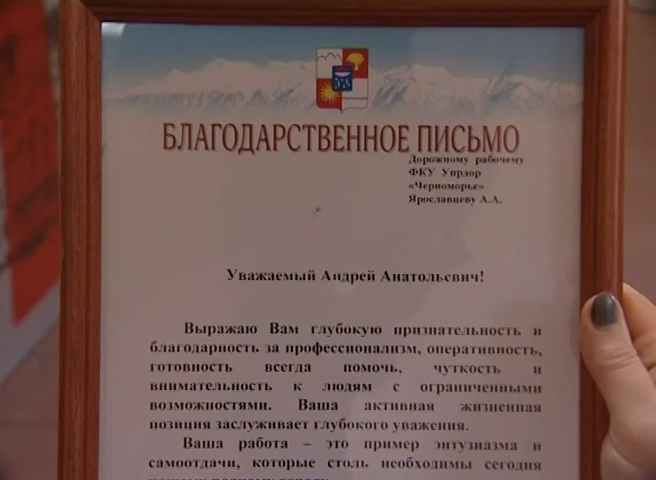 БЛАГОДАРСТВЕННОЕ ПИСЬМО
Дорожному рабочему
ФКУ Упрдор
«Черноморье»
Ярославцеву А.А.
Уважаемый Андрей Анатольевич!
Выражаю Вам глубокую признательность и
благодарность за профессионализм, оперативность,
готовность всегда помочь, чуткость и
внимательность к людям с ограниченными
возможностями. Ваша активная жизненная
позиция заслуживает глубокого уважения.
Ваша работа – это пример энтузиазма и
самоотдачи, которые столь необходимы сегодня